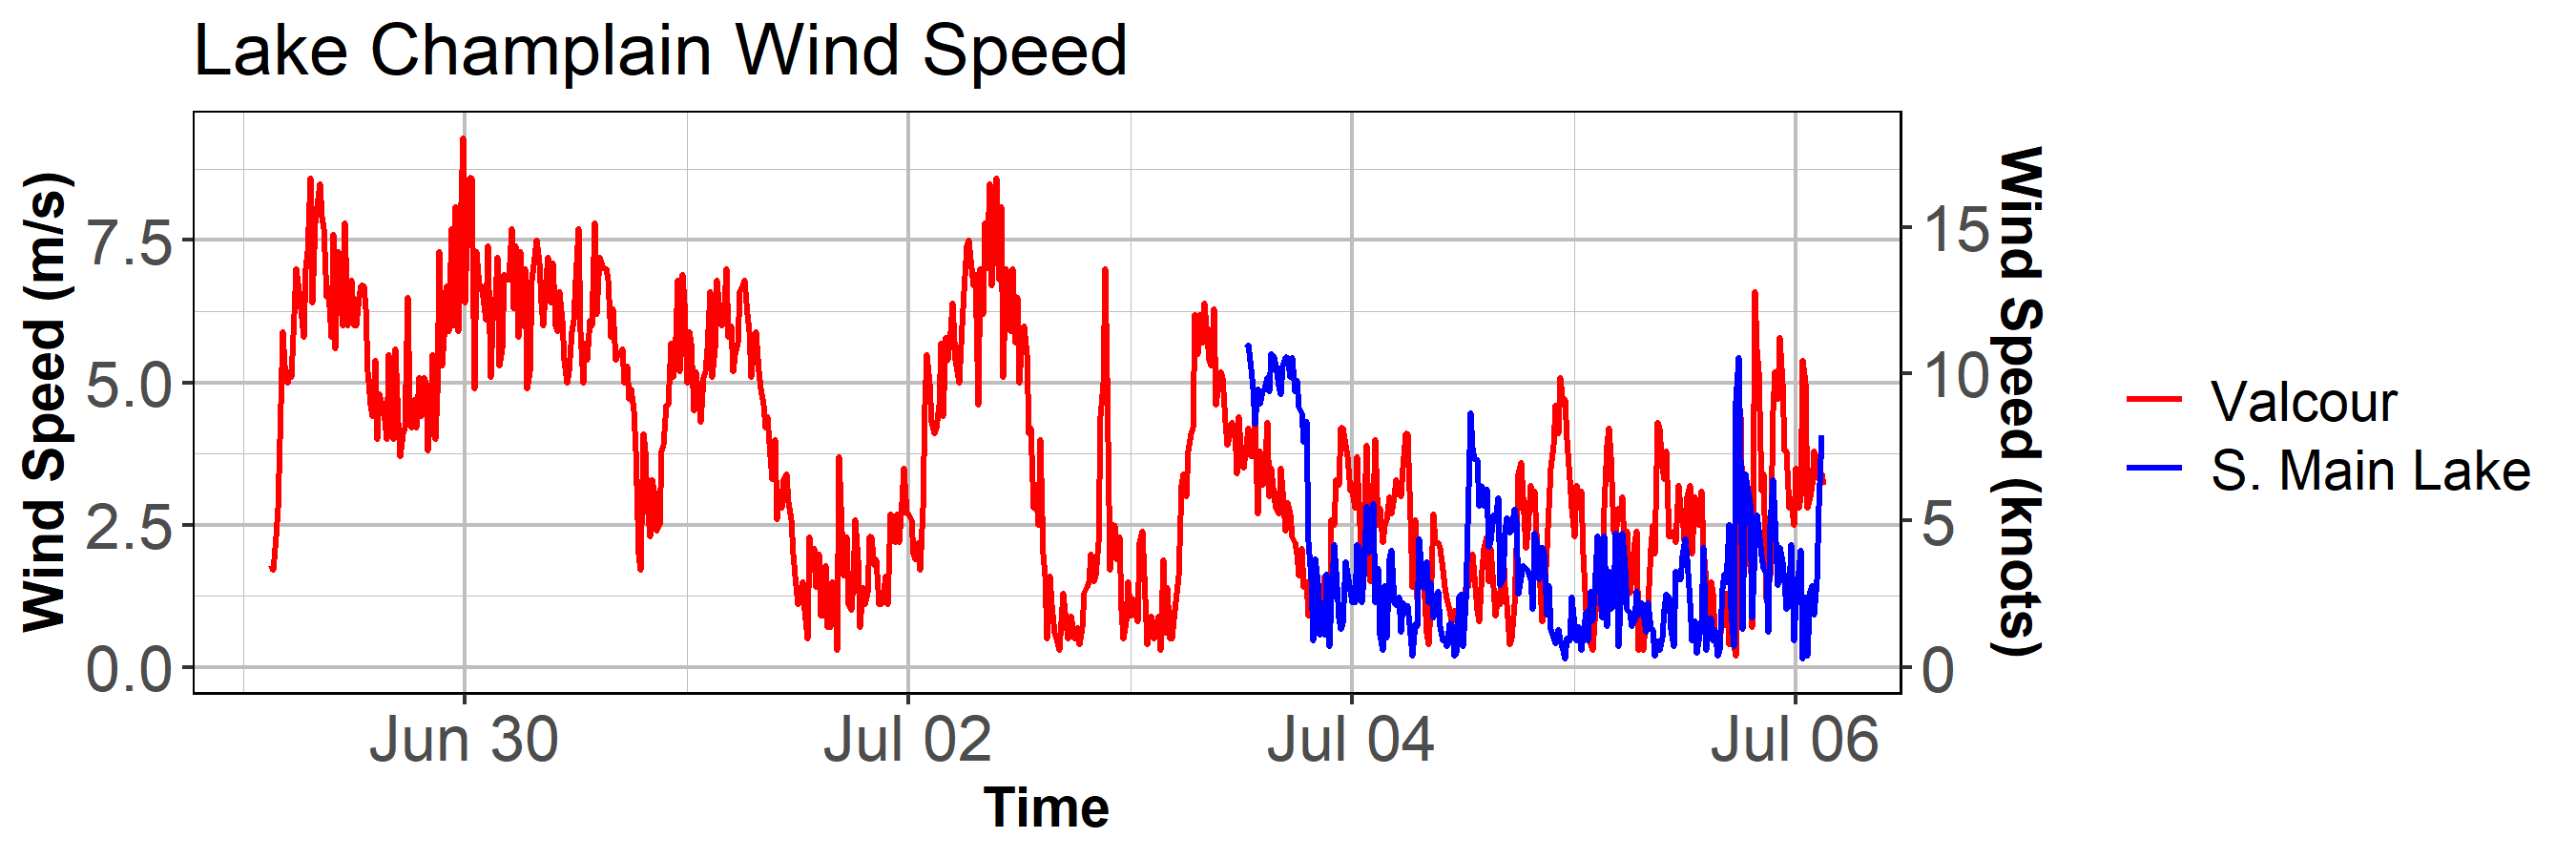 Lake Champlain Wind Speed
Wind Speed (m/s)
7.5
5.0
2.5
0.0
15
10
5
0
Wind Speed (knots)
Jun 30
Jul 02
Jul 04
Jul 06
Time
Valcour
S. Main Lake